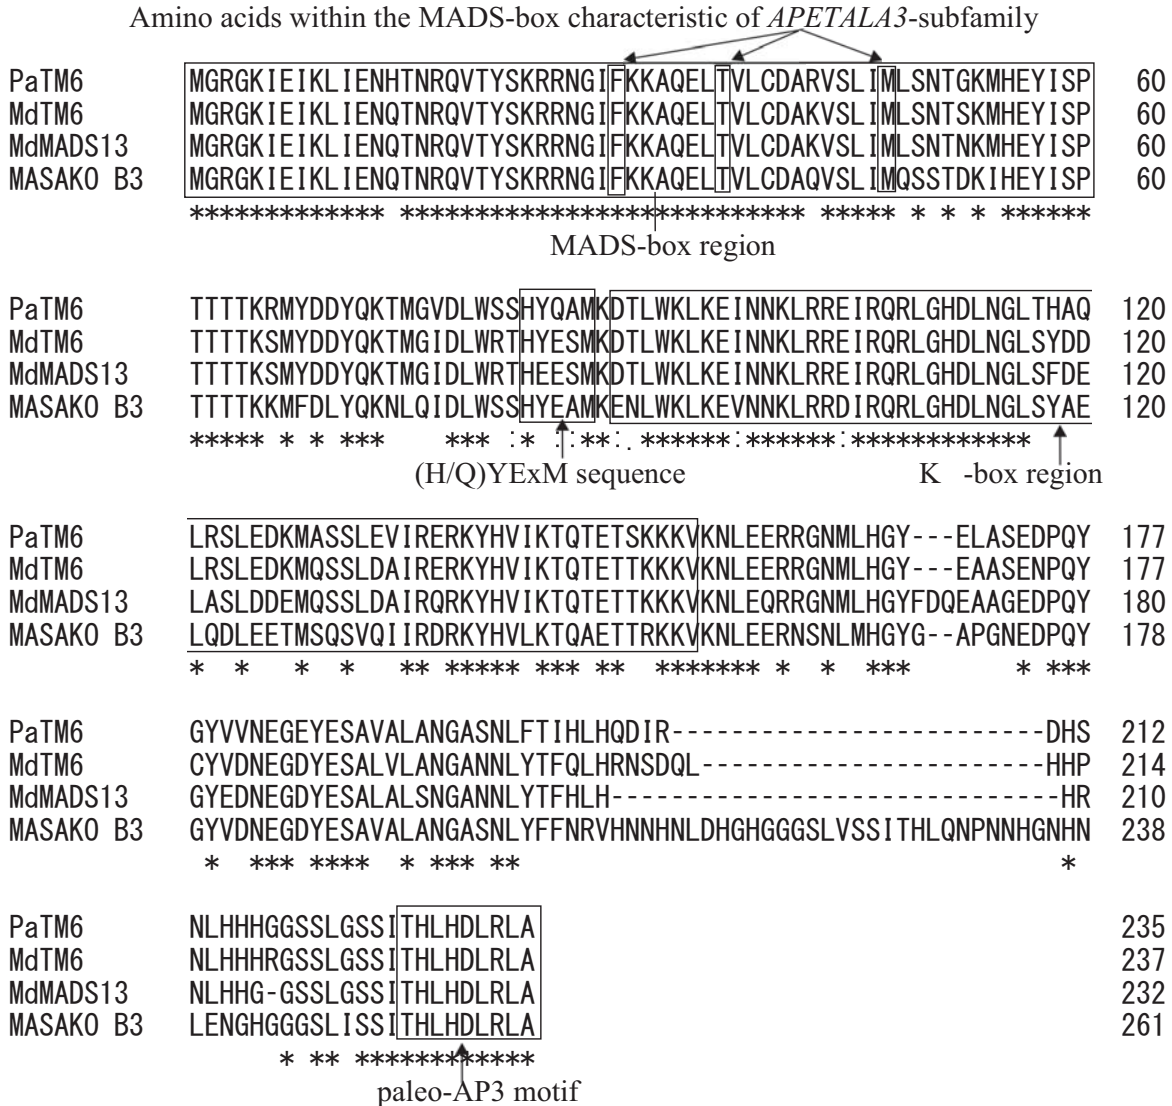 Amino acids within the MADS-box characteristic of APETALA3-subfamily
PaTM6 MGRGKIEIKLIENHTNRQVTYSKRRNGIFKKAQELTVLCDARVSLIMLSNTGKMHEYISP 60
MdTM6 MGRGKIEIKLIENQTNRQVTYSKRRNGIFKKAQELTVLCDAKVSLIMLSNTSKMHEYISP 60
MdMADS13 MGRGKIEIKLIENQTNRQVTYSKRRNGIFKKAQELTVLCDAKVSLIMLSNTNKMHEYISP 60
MASAKO B3 MGRGKIEIKLIENQTNRQVTYSKRRNGIFKKAQELTVLCDAQVSLIMQSSTDKIHEYISP 60
************* *************************** ***** * * * ******
MADS-box region
PaTM6 TTTTKRMYDDYQKTMGVDLWSSHYQAMKDTLWKLKEINNKLRREIRQRLGHDLNGLTHAQ 120
MdTM6 TTTTKSMYDDYQKTMGIDLWRTHYESMKDTLWKLKEINNKLRREIRQRLGHDLNGLSYDD 120
MdMADS13 TTTTKSMYDDYQKTMGIDLWRTHEESMKDTLWKLKEINNKLRREIRQRLGHDLNGLSFDE 120
MASAKO B3 TTTTKKMFDLYQKNLQIDLWSSHYEAMKENLWKLKEVNNKLRRDIRQRLGHDLNGLSYAE 120
***** * * ***    *** :* ::**:. ******:******:************
(H/Q)YExM sequence K -box region
PaTM6 LRSLEDKMASSLEVIRERKYHVIKTQTETSKKKVKNLEERRGNMLHGY---ELASEDPQY 177
MdTM6 LRSLEDKMQSSLDAIRERKYHVIKTQTETTKKKVKNLEERRGNMLHGY---EAASENPQY 177
MdMADS13 LASLDDEMQSSLDAIRQRKYHVIKTQTETTKKKVKNLEQRRGNMLHGYFDQEAAGEDPQY 180
MASAKO B3 LQDLEETMSQSVQIIRDRKYHVLKTQAETTRKKVKNLEERNSNLMHGYG--APGNEDPQY 178
*  *   *  *   ** ***** *** **  ******* *  *  ***       * ***
PaTM6 GYVVNEGEYESAVALANGASNLFTIHLHQDIR-------------------------DHS 212
MdTM6 CYVDNEGDYESALVLANGANNLYTFQLHRNSDQL-----------------------HHP 214
MdMADS13 GYEDNEGDYESALALSNGANNLYTFHLH------------------------------HR 210
MASAKO B3 GYVDNEGDYESAVALANGASNLYFFNRVHNNHNLDHGHGGGSLVSSITHLQNPNNHGNHN 238
 *  *** ****  * *** **                                    *
PaTM6 NLHHHGGSSLGSSITHLHDLRLA 235
MdTM6 NLHHHRGSSLGSSITHLHDLRLA 237
MdMADS13 NLHHG-GSSLGSSITHLHDLRLA 232
MASAKO B3 LENGHGGGSLISSITHLHDLRLA 261
* ** ************
paleo-AP3 motif